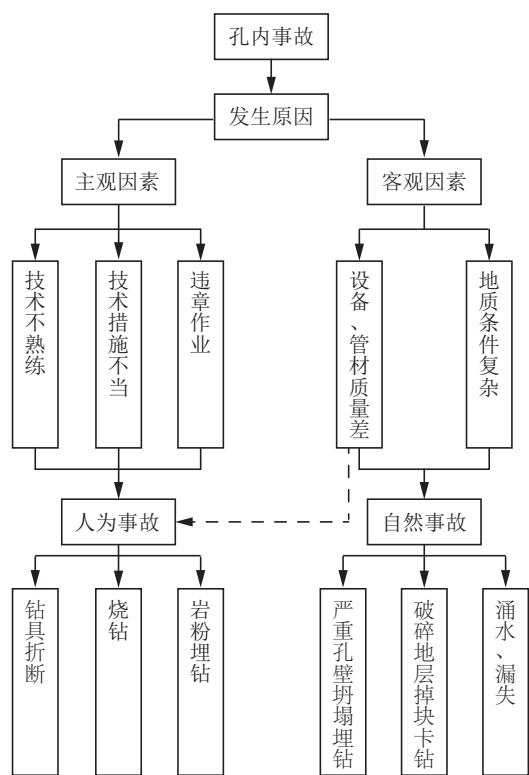 孔内事故
发生原因
主观因素
客观因素
技术不熟练
技术措施不当
违章作业
设备、管材质量差
地质条件复杂
人为事故
自然事故
钻具折断
烧钻
岩粉埋钻
严重孔壁坍塌埋钻
破碎地层掉块卡钻
涌水、漏失